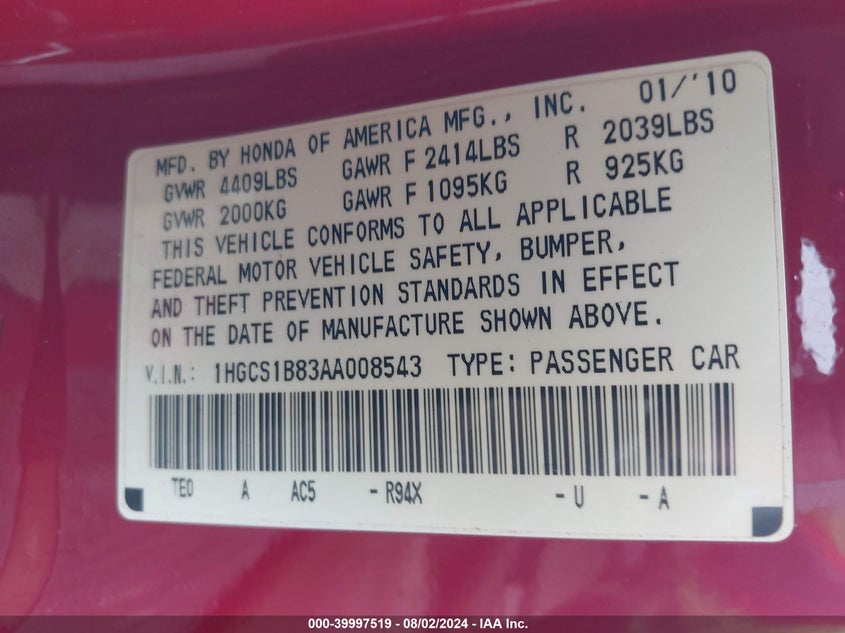 MFD. BY HONDA OF AMERICA MFG., INC. 01/'10
GVWR 4409LBS GAWR F 2414LBS R 2039LBS
GVWR 2000KG GAWR F 1095KG R 925KG
THIS VEHICLE CONFORMS TO ALL APPLICABLE
FEDERAL MOTOR VEHICLE SAFETY, BUMPER,
AND THEFT PREVENTION STANDARDS IN EFFECT
ON THE DATE OF MANUFACTURE SHOWN ABOVE.
V.I.N.: 1HGCS1B83AA008543 TYPE: PASSENGER CAR
TE0 A AC5 - R94X - U - A
000-39997519 - 08/02/2024 - IAA Inc.